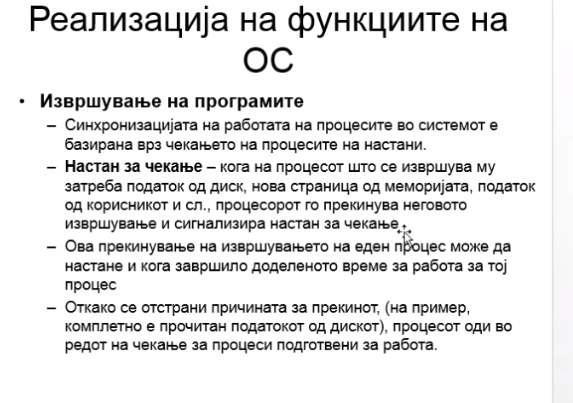 Реализација на функциите на
ОС
• Извршување на програмите
– Синхронизацијата на работата на процесите во системот е
базирана врз чекањето на процесите на настани.
– Настан за чекање – кога на процесот што се извршува му
затреба податок од диск, нова страница од меморијата, податок
од корисникот и сл., процесорот го прекинува неговото
извршување и сигнализира настан за чекање.
– Ова прекинување на извршувањето на еден процес може да
настане и кога завршило доделеното време за работа за тој
процес
– Откако се отстрани причината за прекинот, (на пример,
комплетно е прочитан податокот од дискот), процесот оди во
редот на чекање за процеси подготвени за работа.